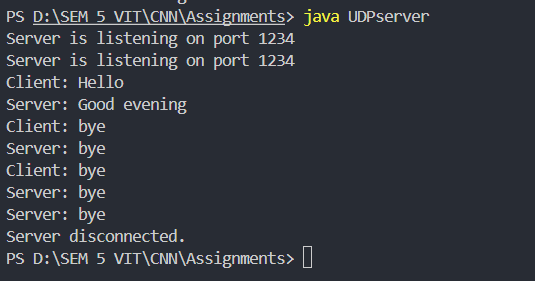 PS D:\SEM 5 VIT\CNN\Assignments> java UDPserver
Server is listening on port 1234
Server is listening on port 1234
Client: Hello
Server: Good evening
Client: bye
Server: bye
Client: bye
Server: bye
Server: bye
Server disconnected.
PS D:\SEM 5 VIT\CNN\Assignments>